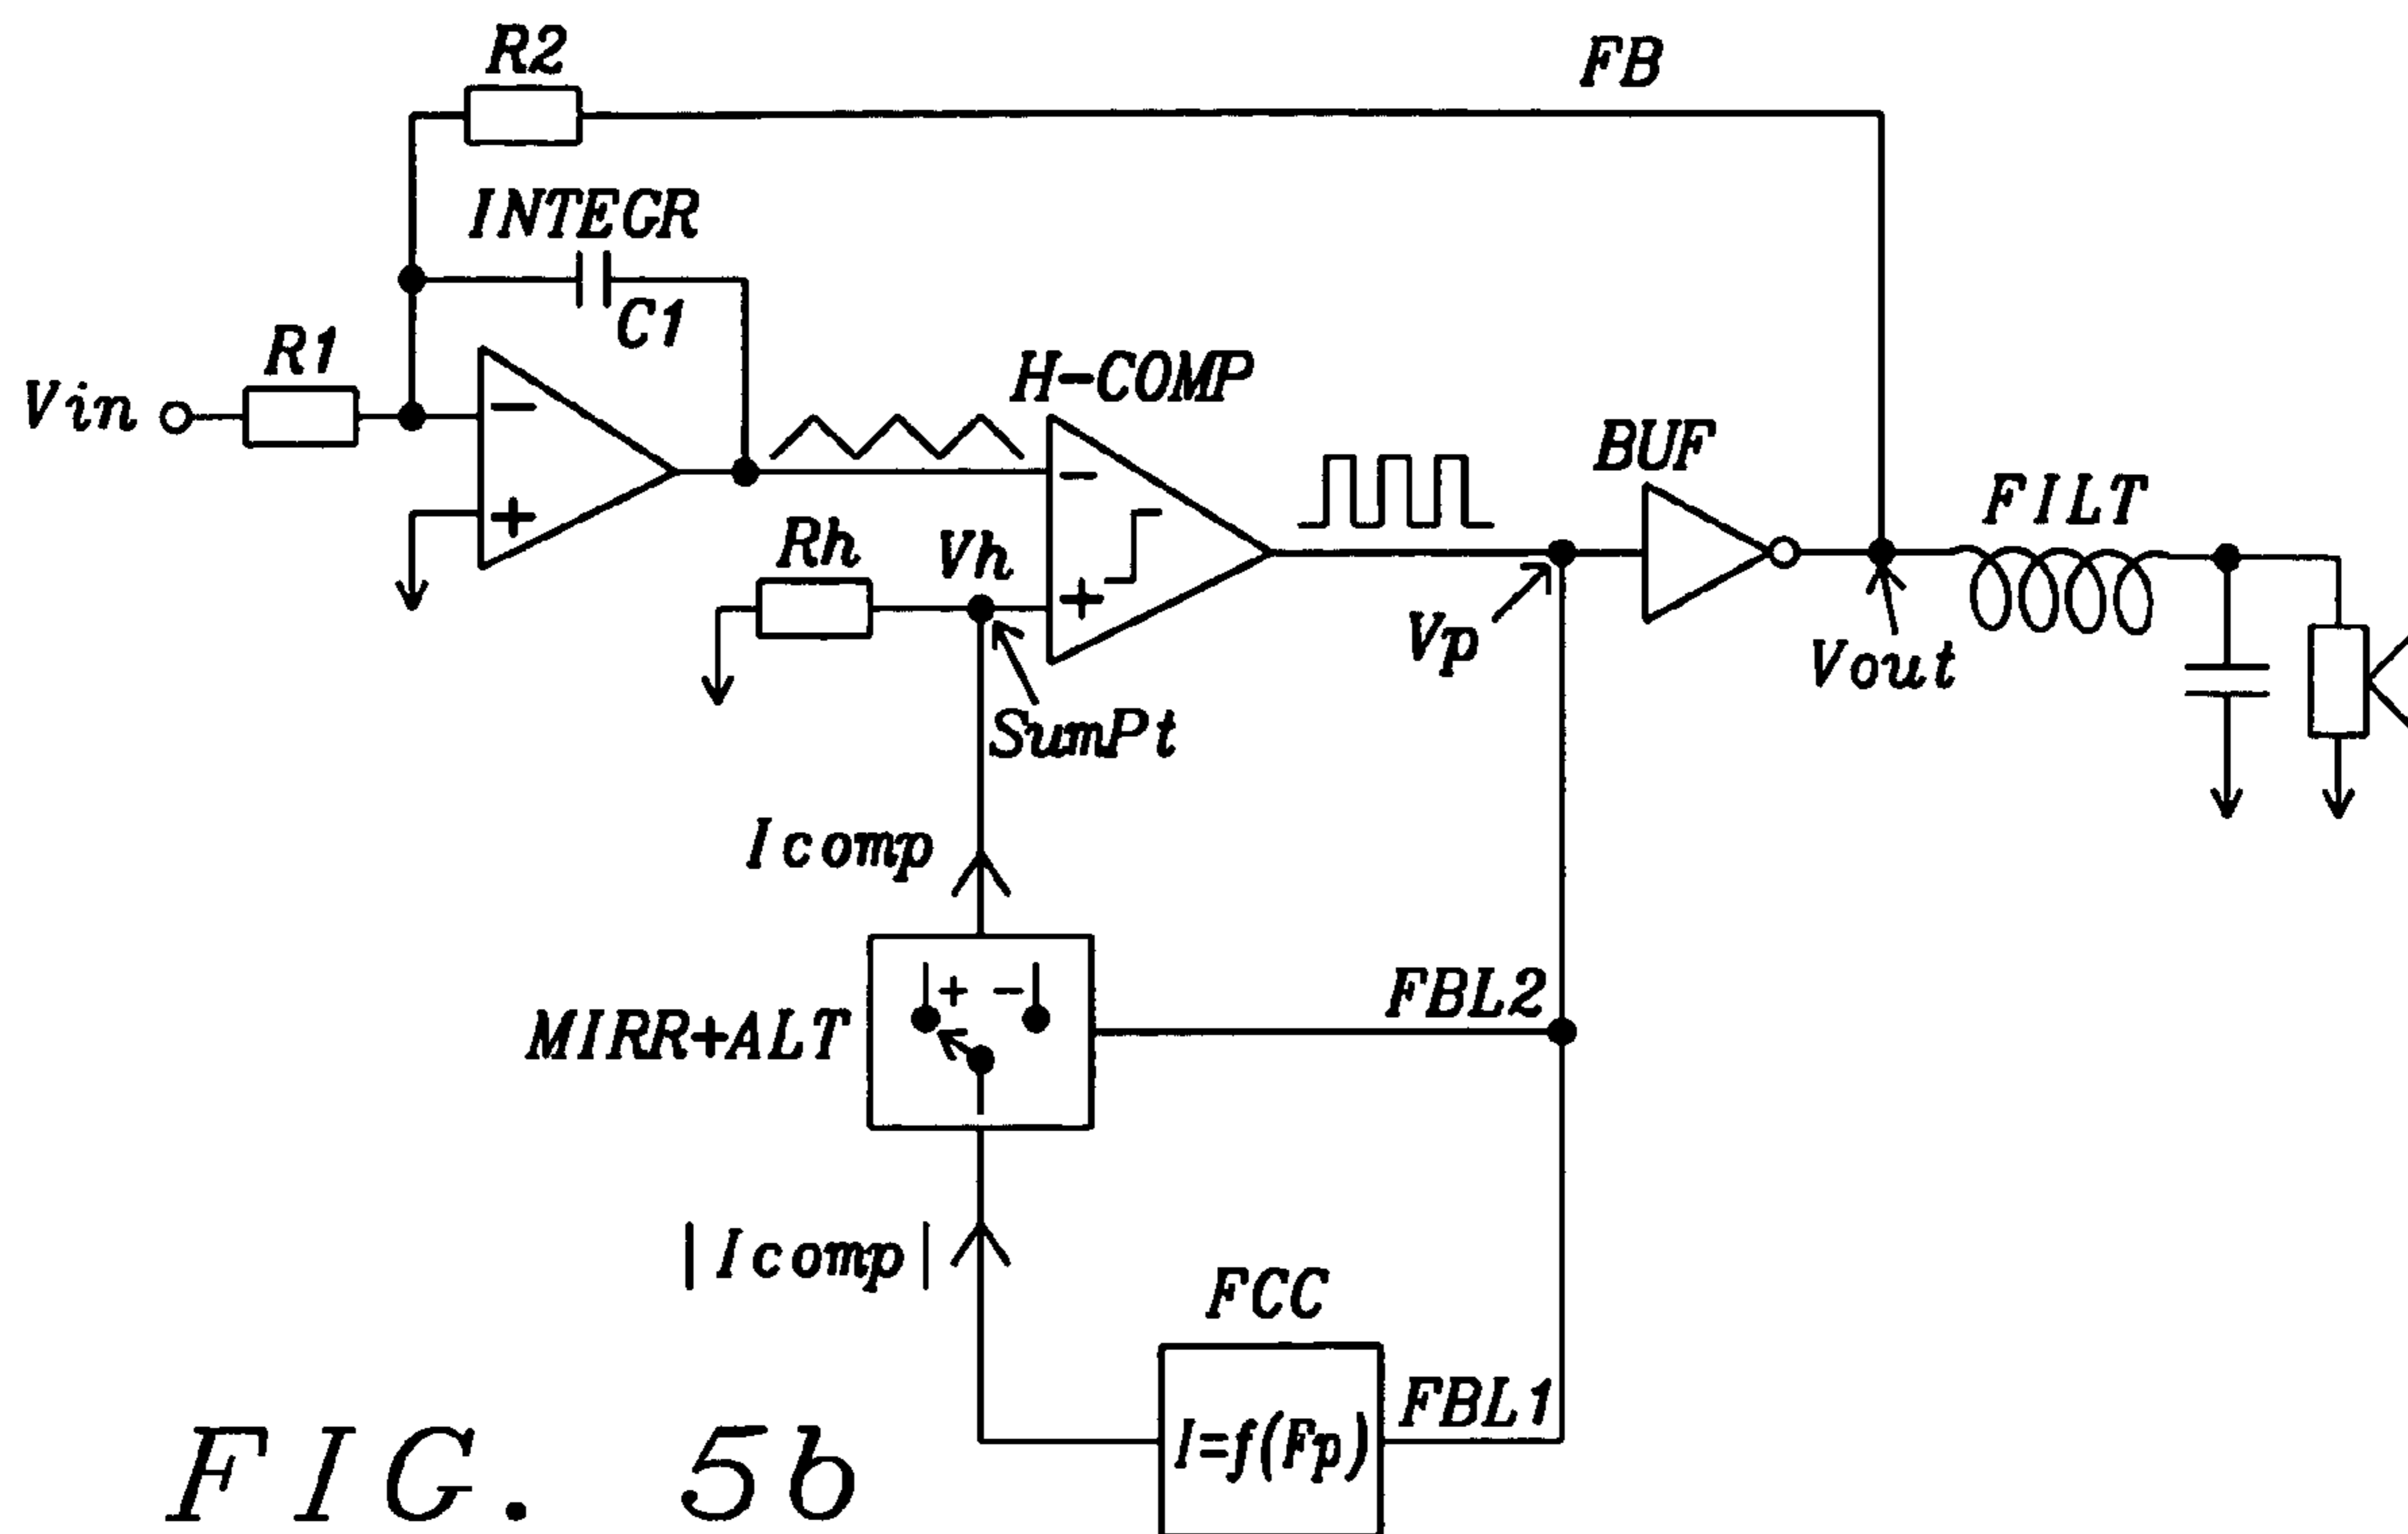 R2
FB
INTEGR
C1
R1
Vin
−
+
H-COMP
−
+
BUF
FILT
Rh
Vh
Vp
Vout
SumPt
Icomp
+ −
MIRR+ALT
FBL2
|Icomp|
FCC
I=f(Fp)
FBL1
FIG. 5b